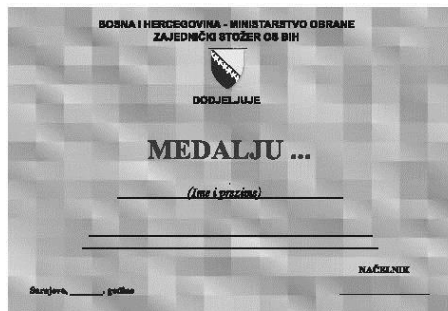 BOSNA I HERCEGOVINA - MINISTARSTVO OBRANE
ZAJEDNIČKI STOŽER OS BIH
DODJELJUJE
MEDALJU ...
(Ime i prezime)
NAČELNIK
Sarajevo, ______, godine